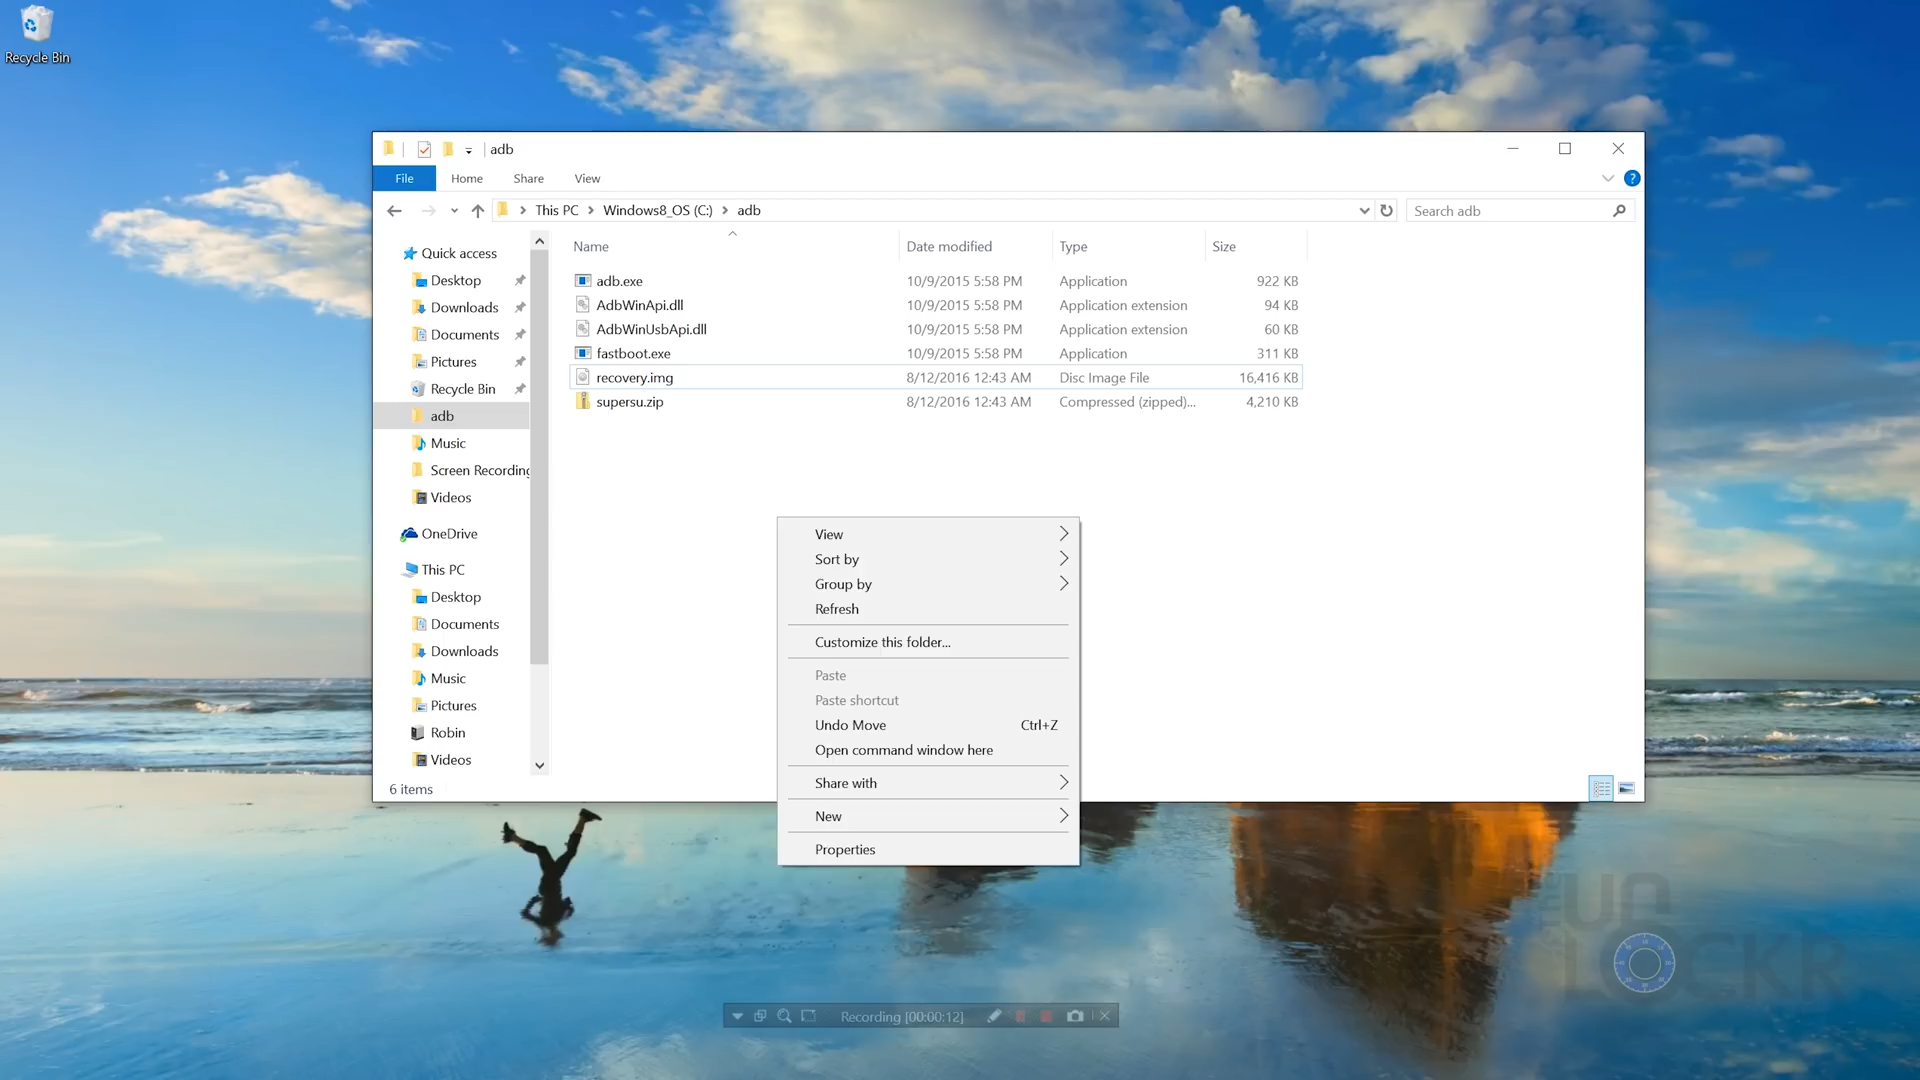 Recycle Bin
adb
File Home Share View
This PC Windows8_OS (C:) adb
Search adb
Name Date modified Type Size
adb.exe 10/9/2015 5:58 PM Application 922 KB
AdbWinApi.dll 10/9/2015 5:58 PM Application extension 94 KB
AdbWinUsbApi.dll 10/9/2015 5:58 PM Application extension 60 KB
fastboot.exe 10/9/2015 5:58 PM Application 311 KB
recovery.img 8/12/2016 12:43 AM Disc Image File 16,416 KB
supersu.zip 8/12/2016 12:43 AM Compressed (zipped)... 4,210 KB
Quick access
Desktop
Downloads
Documents
Pictures
Recycle Bin
adb
Music
Screen Recording
Videos
OneDrive
This PC
Desktop
Documents
Downloads
Music
Pictures
Robin
Videos
6 items
View
Sort by
Group by
Refresh
Customize this folder...
Paste
Paste shortcut
Undo Move Ctrl+Z
Open command window here
Share with
New
Properties
Recording [00:00:12]